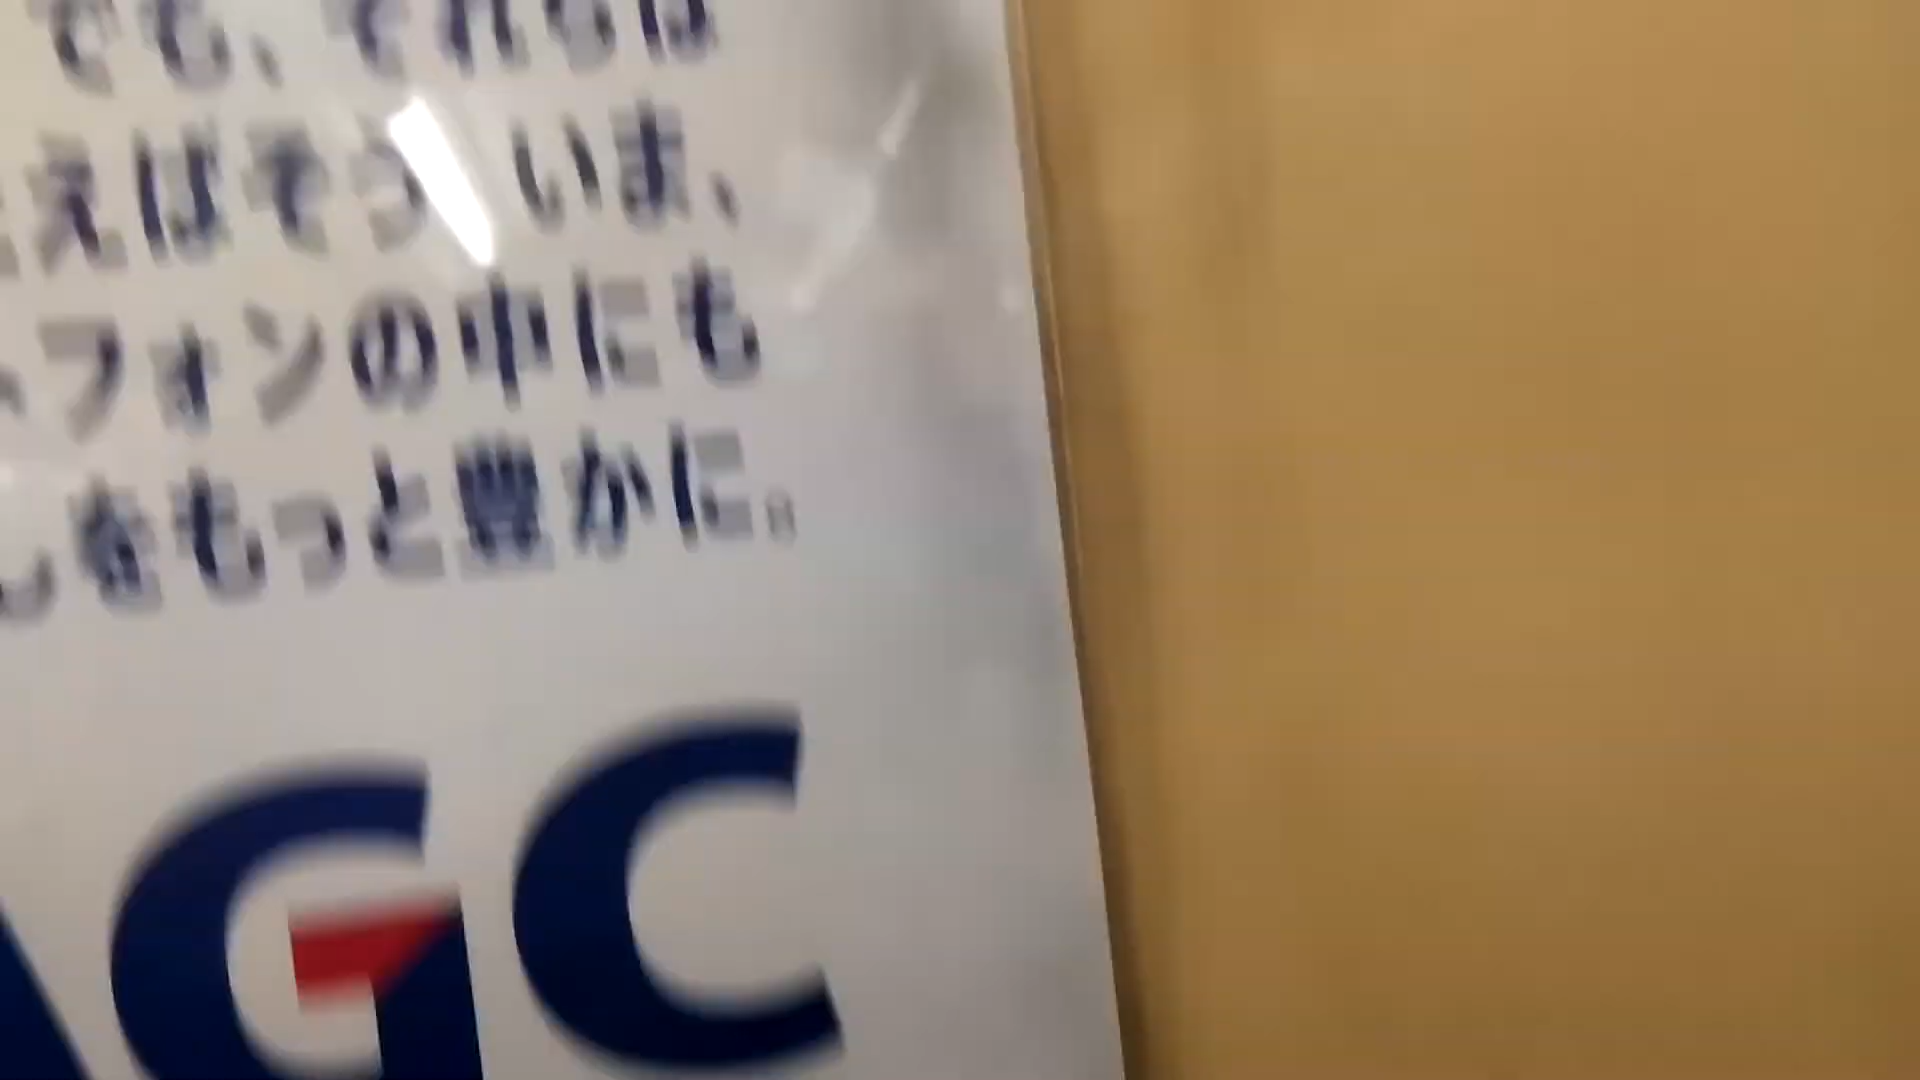 でも、それらは
えばそう いま、
フォンの中にも
をもっと豊かに。
AGC